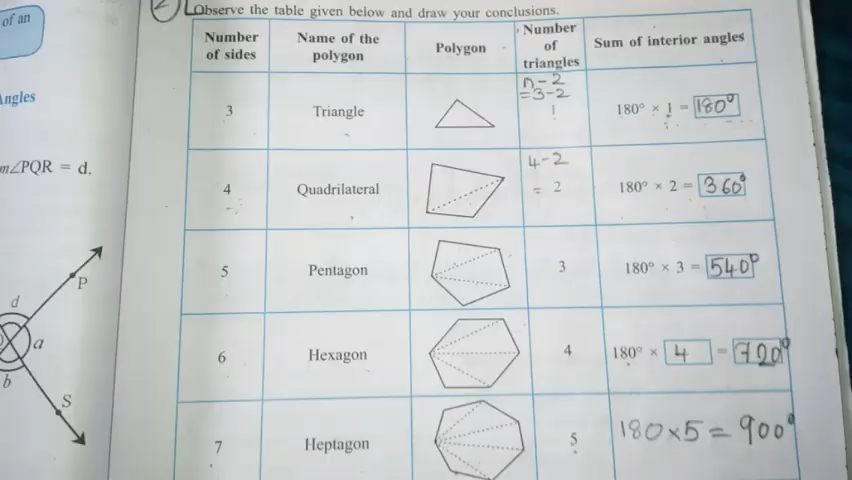 2 Observe the table given below and draw your conclusions.
of an
Number of sides
Name of the polygon
Polygon
Number of triangles
Sum of interior angles
Angles
3
Triangle
n-2
=3-2
1
180° × 1 = 180°
m∠PQR = d.
4
Quadrilateral
4-2
= 2
180° × 2 = 360°
5
Pentagon
3
180° × 3 = 540°
P
d
a
b
S
6
Hexagon
4
180° × 4 = 720°
7
Heptagon
5
180×5 = 900°